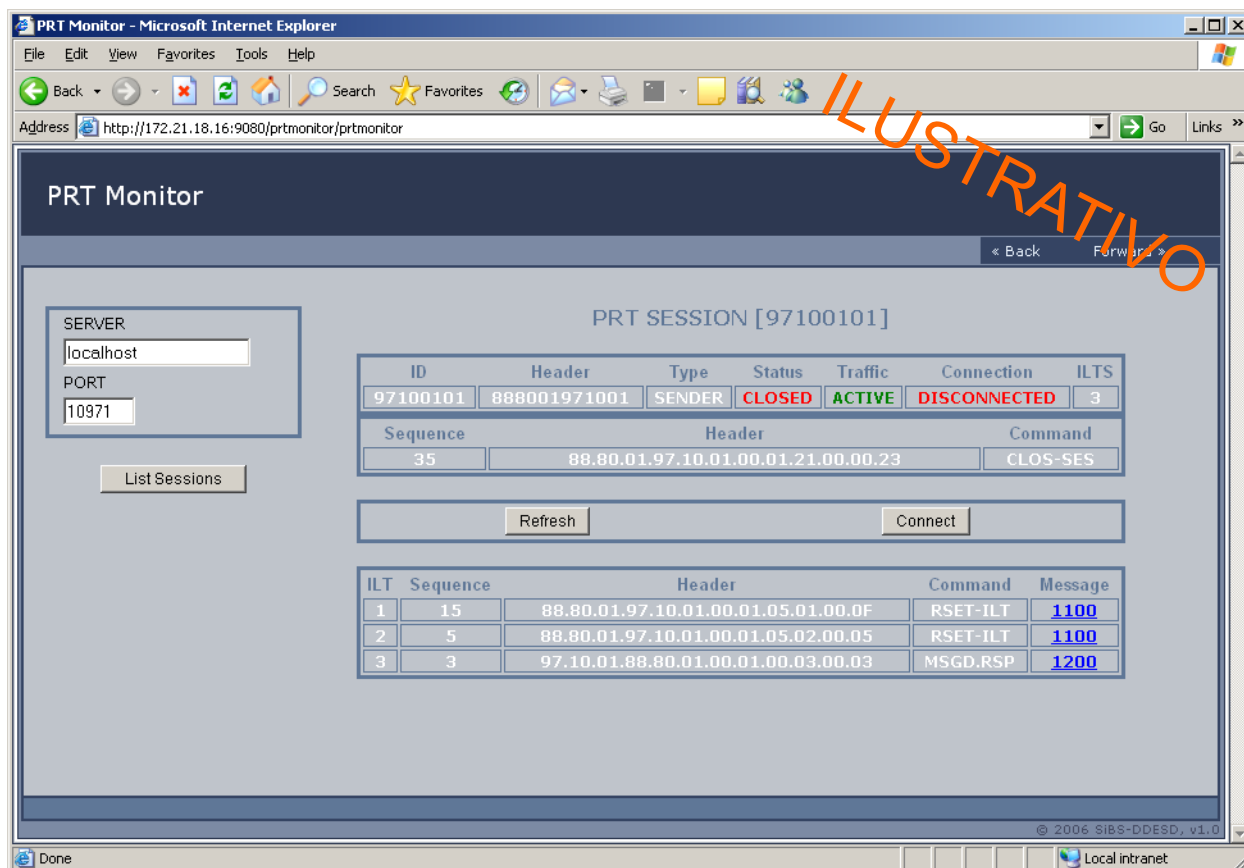 PRT Monitor - Microsoft Internet Explorer
File Edit View Favorites Tools Help
Back Search Favorites
Address http://172.21.18.16:9080/prtmonitor/prtmonitor Go Links »
ILUSTRATIVO
PRT Monitor
« Back Forward »
SERVER
localhost
PORT
10971
List Sessions
PRT SESSION [97100101]
ID Header Type Status Traffic Connection ILTS
97100101 888001971001 SENDER CLOSED ACTIVE DISCONNECTED 3
Sequence Header Command
35 88.80.01.97.10.01.00.01.21.00.00.23 CLOS-SES
Refresh Connect
ILT Sequence Header Command Message
1 15 88.80.01.97.10.01.00.01.05.01.00.0F RSET-ILT 1100
2 5 88.80.01.97.10.01.00.01.05.02.00.05 RSET-ILT 1100
3 3 97.10.01.88.80.01.00.01.00.03.00.03 MSGD.RSP 1200
© 2006 SIBS-DDESD, v1.0
Done Local intranet